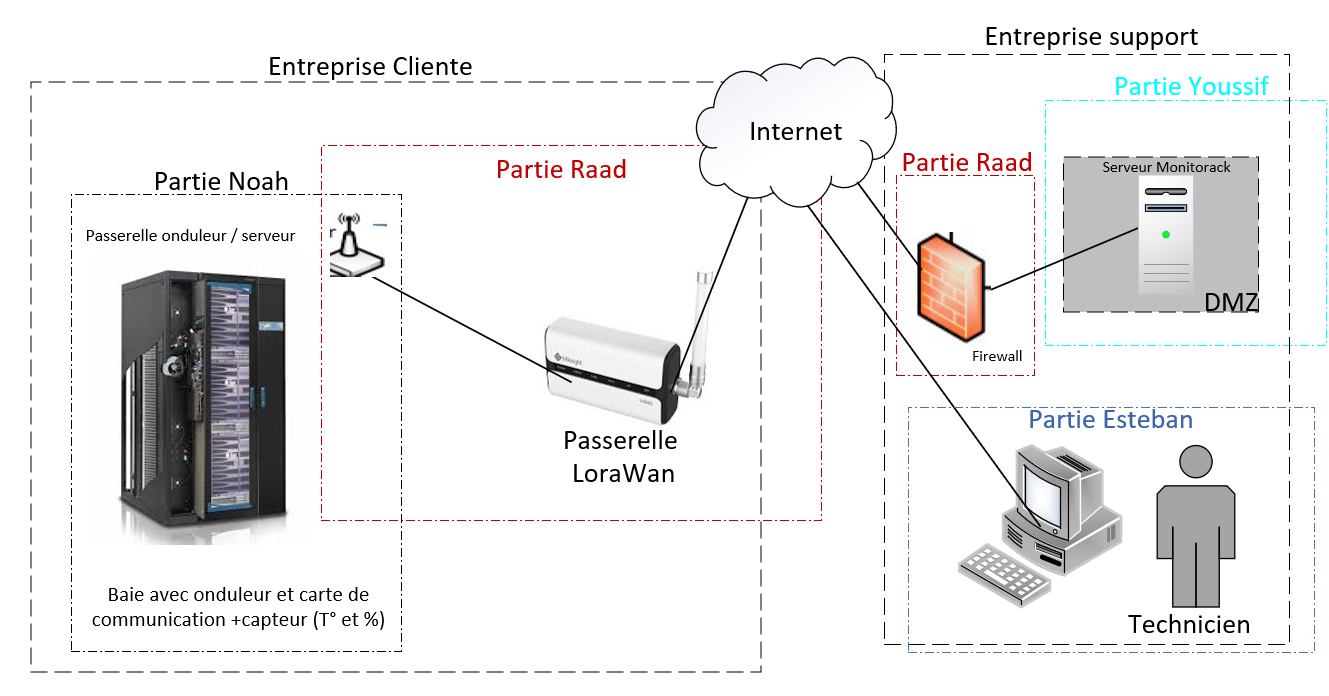 Entreprise support
Entreprise Cliente
Partie Youssif
Internet
Partie Raad
Partie Raad
Serveur Monitorack
Partie Noah
Passerelle onduleur / serveur
DMZ
Firewall
Milesight
Passerelle
LoraWan
Partie Esteban
Baie avec onduleur et carte de
communication +capteur (T° et %)
Technicien